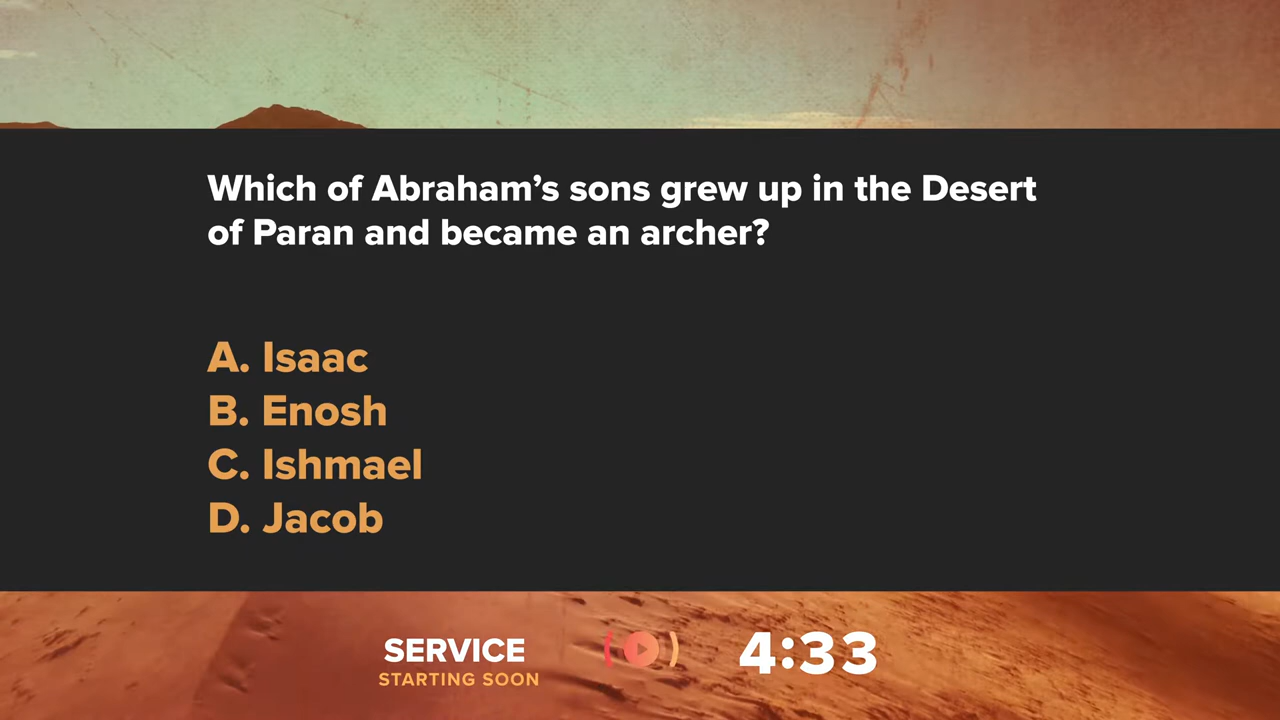 Which of Abraham’s sons grew up in the Desert
of Paran and became an archer?
A. Isaac
B. Enosh
C. Ishmael
D. Jacob
SERVICE
STARTING SOON
4:33